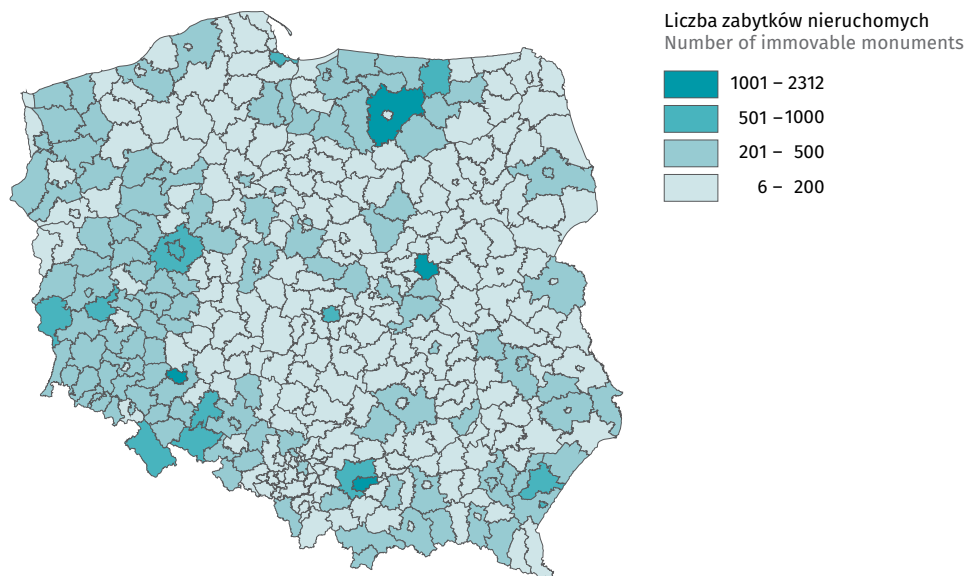 Liczba zabytków nieruchomych
Number of immovable monuments
1001 – 2312
501 –1000
201 – 500
6 – 200